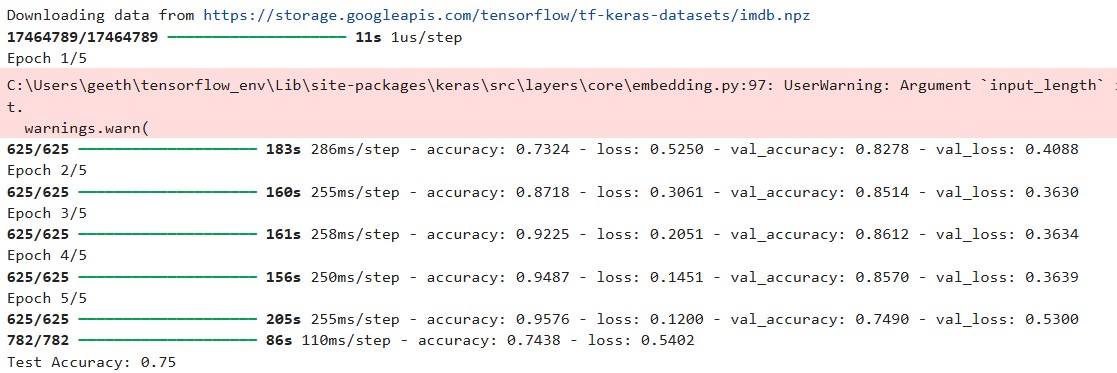 Downloading data from https://storage.googleapis.com/tensorflow/tf-keras-datasets/imdb.npz
17464789/17464789 ━━━━━━━━━━━━━━━━━━━━ 11s 1us/step
Epoch 1/5
C:\Users\geeth\tensorflow_env\Lib\site-packages\keras\src\layers\core\embedding.py:97: UserWarning: Argument `input_length`
t.
  warnings.warn(
625/625 ━━━━━━━━━━━━━━━━━━━━ 183s 286ms/step - accuracy: 0.7324 - loss: 0.5250 - val_accuracy: 0.8278 - val_loss: 0.4088
Epoch 2/5
625/625 ━━━━━━━━━━━━━━━━━━━━ 160s 255ms/step - accuracy: 0.8718 - loss: 0.3061 - val_accuracy: 0.8514 - val_loss: 0.3630
Epoch 3/5
625/625 ━━━━━━━━━━━━━━━━━━━━ 161s 258ms/step - accuracy: 0.9225 - loss: 0.2051 - val_accuracy: 0.8612 - val_loss: 0.3634
Epoch 4/5
625/625 ━━━━━━━━━━━━━━━━━━━━ 156s 250ms/step - accuracy: 0.9487 - loss: 0.1451 - val_accuracy: 0.8570 - val_loss: 0.3639
Epoch 5/5
625/625 ━━━━━━━━━━━━━━━━━━━━ 205s 255ms/step - accuracy: 0.9576 - loss: 0.1200 - val_accuracy: 0.7490 - val_loss: 0.5300
782/782 ━━━━━━━━━━━━━━━━━━━━ 86s 110ms/step - accuracy: 0.7438 - loss: 0.5402
Test Accuracy: 0.75